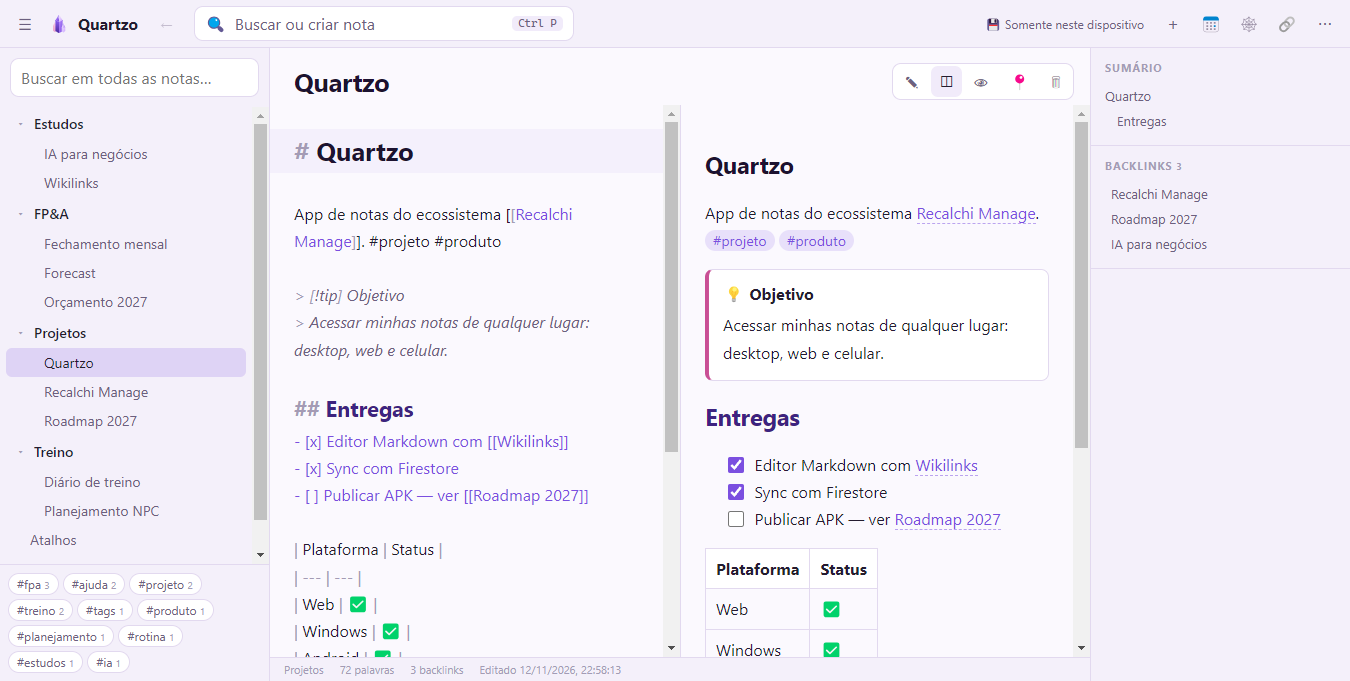 Quartzo
Buscar ou criar nota
Ctrl P
Somente neste dispositivo
Buscar em todas as notas...
Estudos
IA para negócios
Wikilinks
FP&A
Fechamento mensal
Forecast
Orçamento 2027
Projetos
Quartzo
Recalchi Manage
Roadmap 2027
Treino
Diário de treino
Planejamento NPC
Atalhos
#fpa 3
#ajuda 2
#projeto 2
#treino 2
#tags 1
#produto 1
#planejamento 1
#rotina 1
#estudos 1
#ia 1
Quartzo
# Quartzo
App de notas do ecossistema [[Recalchi
Manage]]. #projeto #produto
> [!tip] Objetivo
> Acessar minhas notas de qualquer lugar:
desktop, web e celular.
## Entregas
- [x] Editor Markdown com [[Wikilinks]]
- [x] Sync com Firestore
- [ ] Publicar APK — ver [[Roadmap 2027]]
| Plataforma | Status |
| --- | --- |
| Web | ✅ |
| Windows | ✅ |
| Android | ✅ |
Quartzo
App de notas do ecossistema Recalchi Manage.
#projeto #produto
💡 Objetivo
Acessar minhas notas de qualquer lugar:
desktop, web e celular.
Entregas
Editor Markdown com Wikilinks
Sync com Firestore
Publicar APK — ver Roadmap 2027
Plataforma Status
Web ✅
Windows ✅
Projetos 72 palavras 3 backlinks Editado 12/11/2026, 22:58:13
SUMÁRIO
Quartzo
Entregas
BACKLINKS 3
Recalchi Manage
Roadmap 2027
IA para negócios